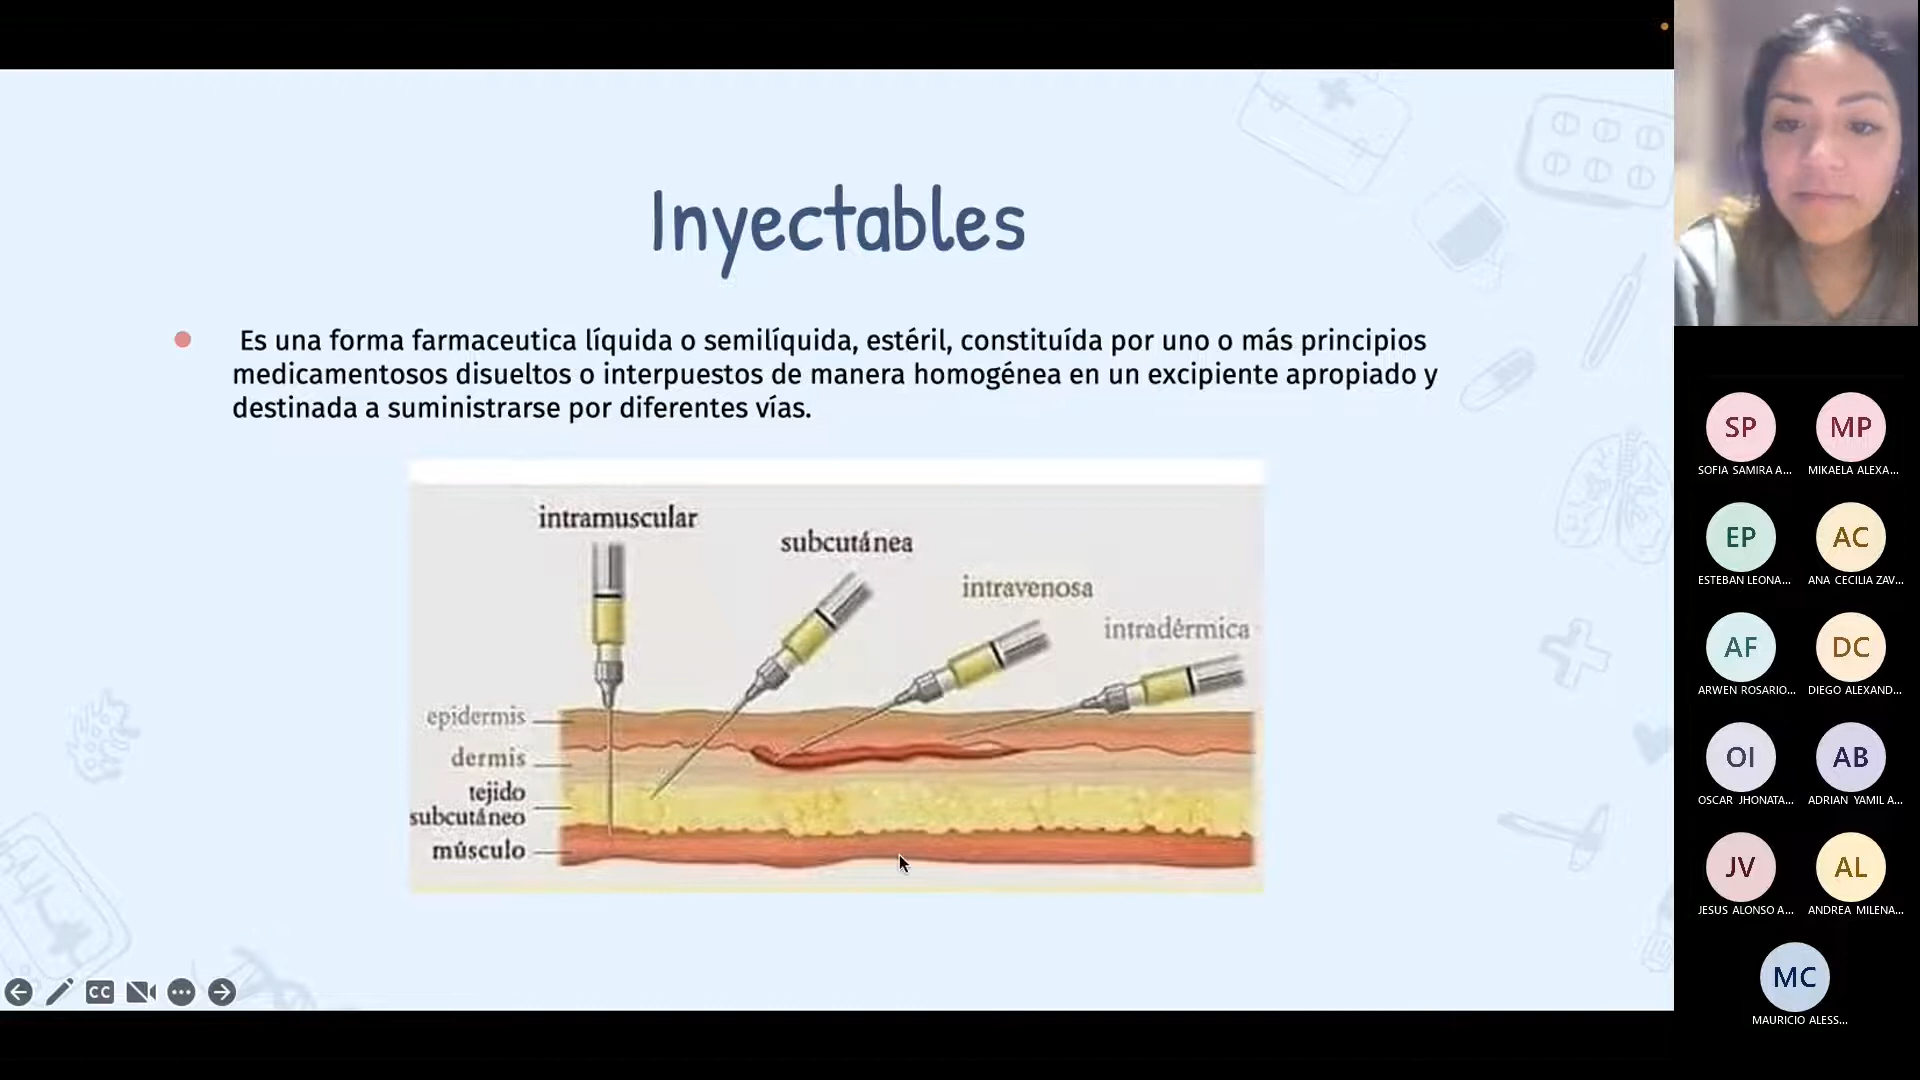 Inyectables
Es una forma farmaceutica líquida o semilíquida, estéril, constituída por uno o más principios
medicamentosos disueltos o interpuestos de manera homogénea en un excipiente apropiado y
destinada a suministrarse por diferentes vías.
intramuscular
subcutánea
intravenosa
intradérmica
epidermis
dermis
tejido
subcutáneo
músculo
CC
SP
SOFIA SAMIRA A...
MP
MIKAELA ALEXA...
EP
ESTEBAN LEONA...
AC
ANA CECILIA ZAV...
AF
ARWEN ROSARIO...
DC
DIEGO ALEXAND...
OI
OSCAR JHONATA...
AB
ADRIAN YAMIL A...
JV
JESUS ALONSO A...
AL
ANDREA MILENA...
MC
MAURICIO ALESS...